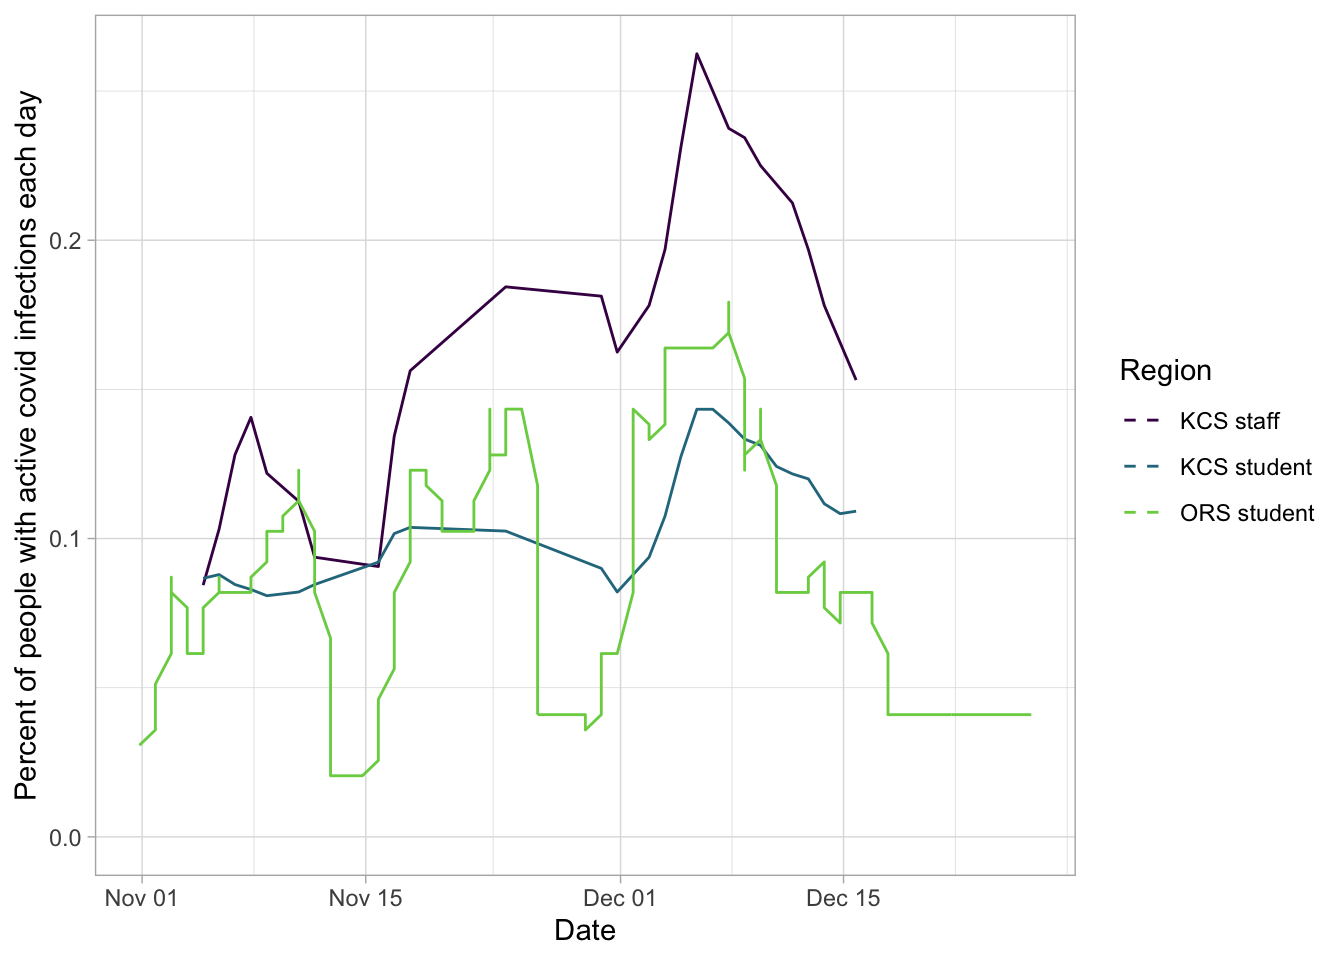 Percent of people with active covid infections each day
0.2
0.1
0.0
Nov 01
Nov 15
Dec 01
Dec 15
Date
Region
KCS staff
KCS student
ORS student